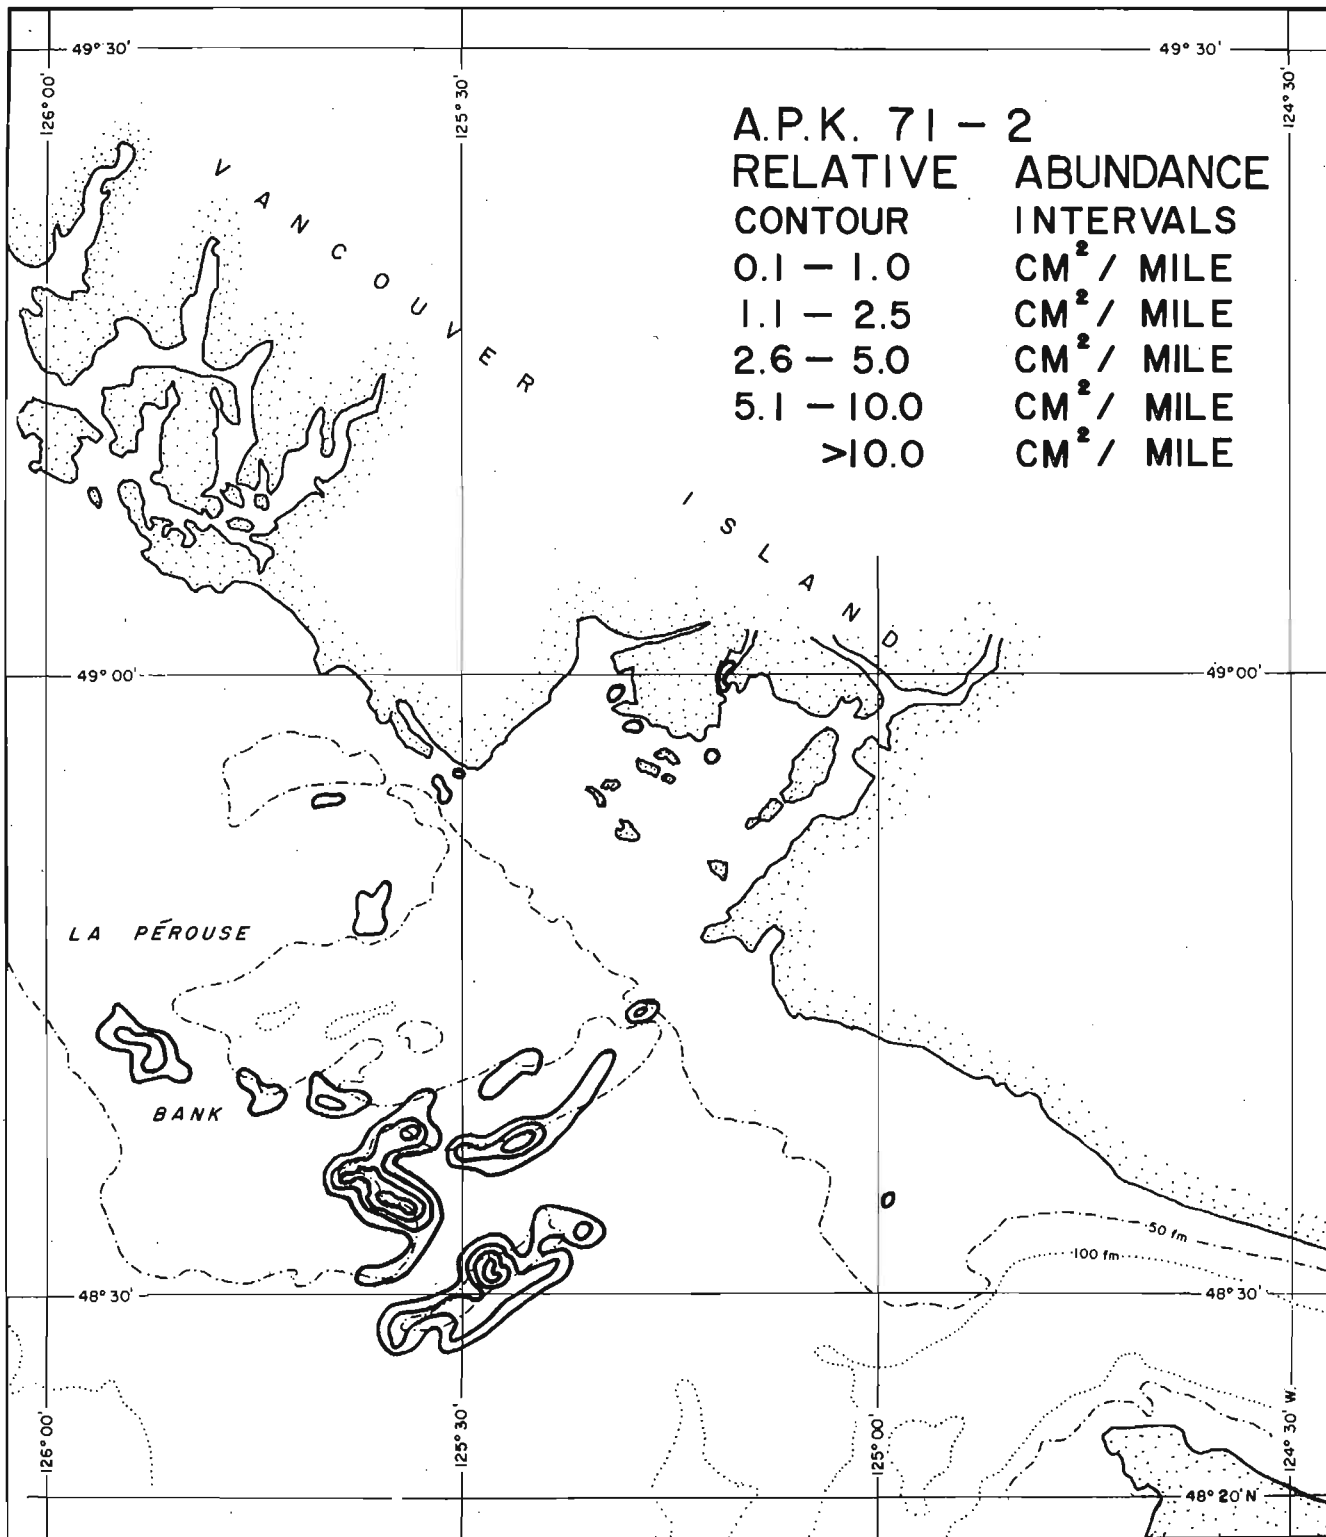 49° 30'
49° 30'
126° 00'
125° 30'
124° 30'
A.P.K. 71 – 2
RELATIVE ABUNDANCE
CONTOUR INTERVALS
0.1 – 1.0 CM² / MILE
1.1 – 2.5 CM² / MILE
2.6 – 5.0 CM² / MILE
5.1 – 10.0 CM² / MILE
>10.0 CM² / MILE
VANCOUVER
ISLAND
49° 00'
49° 00'
LA PÉROUSE
BANK
50 fm
100 fm
48° 30'
48° 30'
126° 00'
125° 30'
125° 00'
124° 30' W.
48° 20' N